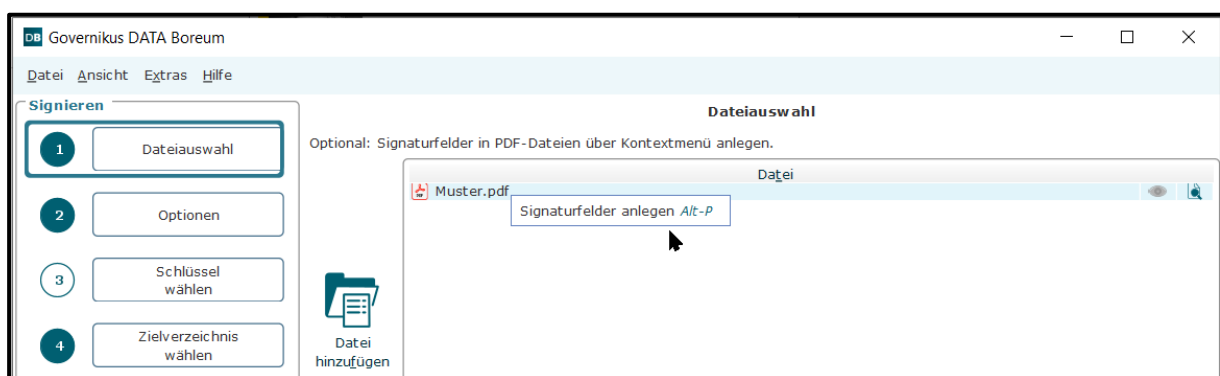 DB Governikus DATA Boreum
Datei Ansicht Extras Hilfe
Signieren
Dateiauswahl
1 Dateiauswahl
Optional: Signaturfelder in PDF-Dateien über Kontextmenü anlegen.
Datei
Muster.pdf
Signaturfelder anlegen Alt-P
2 Optionen
3 Schlüssel
wählen
4 Zielverzeichnis
wählen
Datei
hinzufügen